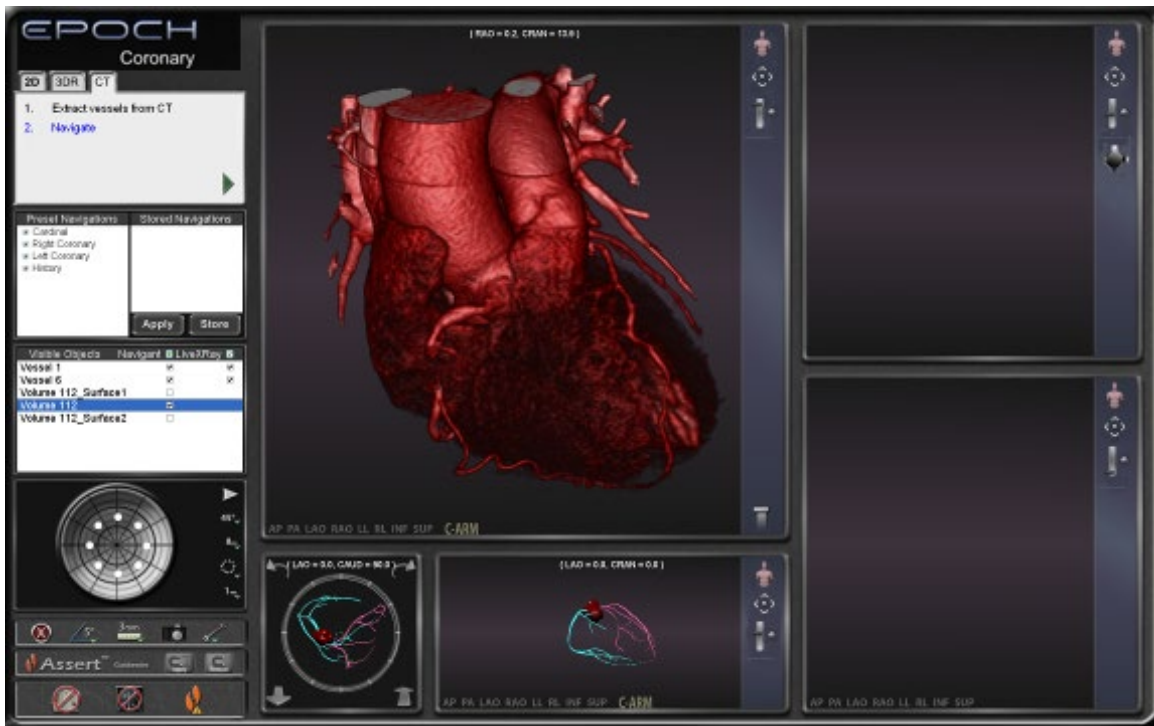 EPOCH
Coronary
2D 3DR CT
1. Extract vessels from CT
2. Navigate
Preset Navigations Stored Navigations
Cardinal
Right Coronary
Left Coronary
History
Apply Store
Visible Objects Navigant LiveXRay
Vessel 1
Vessel 6
Volume 112_Surface1
Volume 112
Volume 112_Surface2
3mm
Assert™
( RAO = 0.2, CRAN = 13.0 )
AP PA LAO RAO LL RL INF SUP C-ARM
( LAO = 0.0, CAUD = 90.0 )
( LAO = 0.0, CRAN = 0.0 )
AP PA LAO RAO LL RL INF SUP C-ARM
AP PA LAO RAO LL RL INF SUP